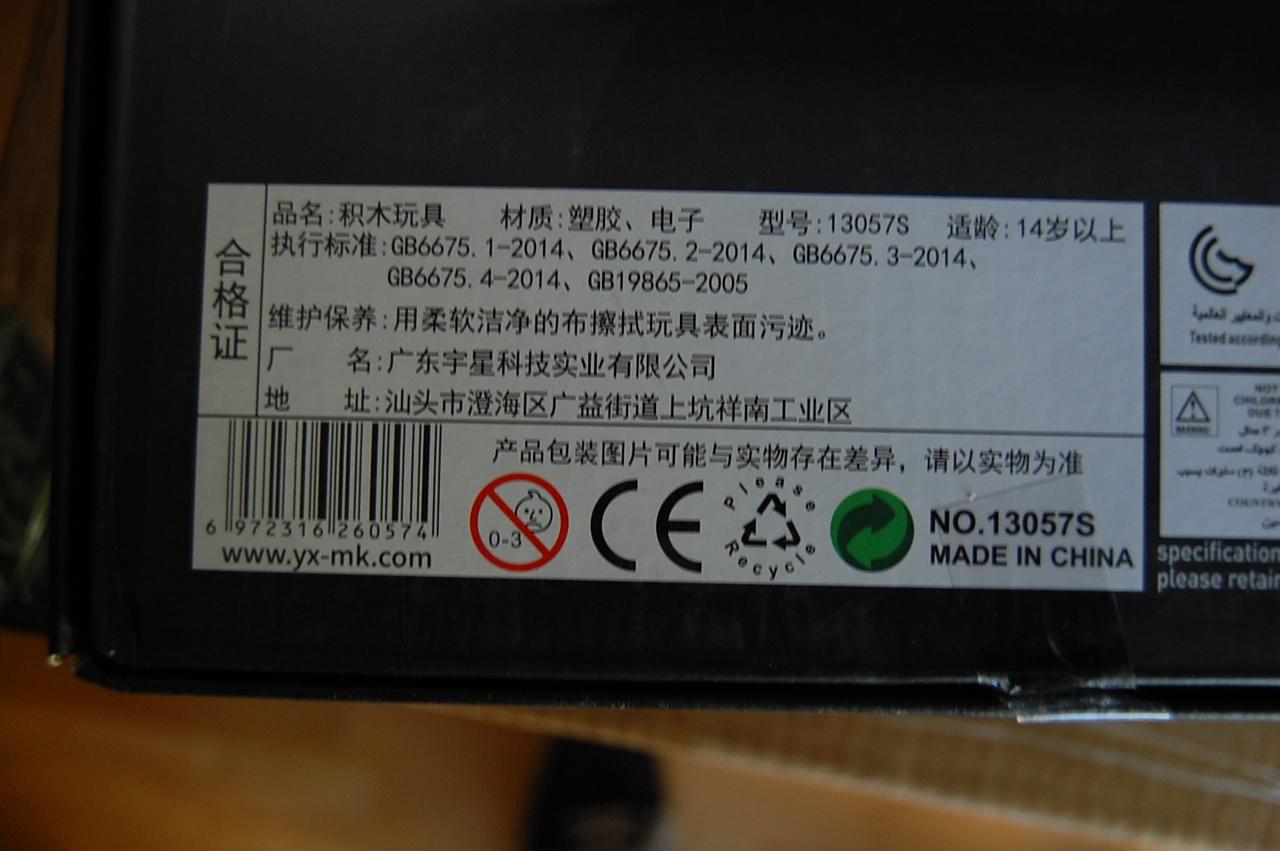 合格证
品名:积木玩具 材质:塑胶、电子 型号:13057S 适龄:14岁以上
执行标准:GB6675.1-2014、GB6675.2-2014、GB6675.3-2014、
GB6675.4-2014、GB19865-2005
维护保养:用柔软洁净的布擦拭玩具表面污迹。
厂 名:广东宇星科技实业有限公司
地 址:汕头市澄海区广益街道上坑祥南工业区
产品包装图片可能与实物存在差异，请以实物为准
6 972316 260574
www.yx-mk.com
0-3
CE
Please
Recycle
NO.13057S
MADE IN CHINA
والمعايير العالمية
Tested according
WARNING
NOT
CHILDRE
DUE
COUNTRY
specification
please retain